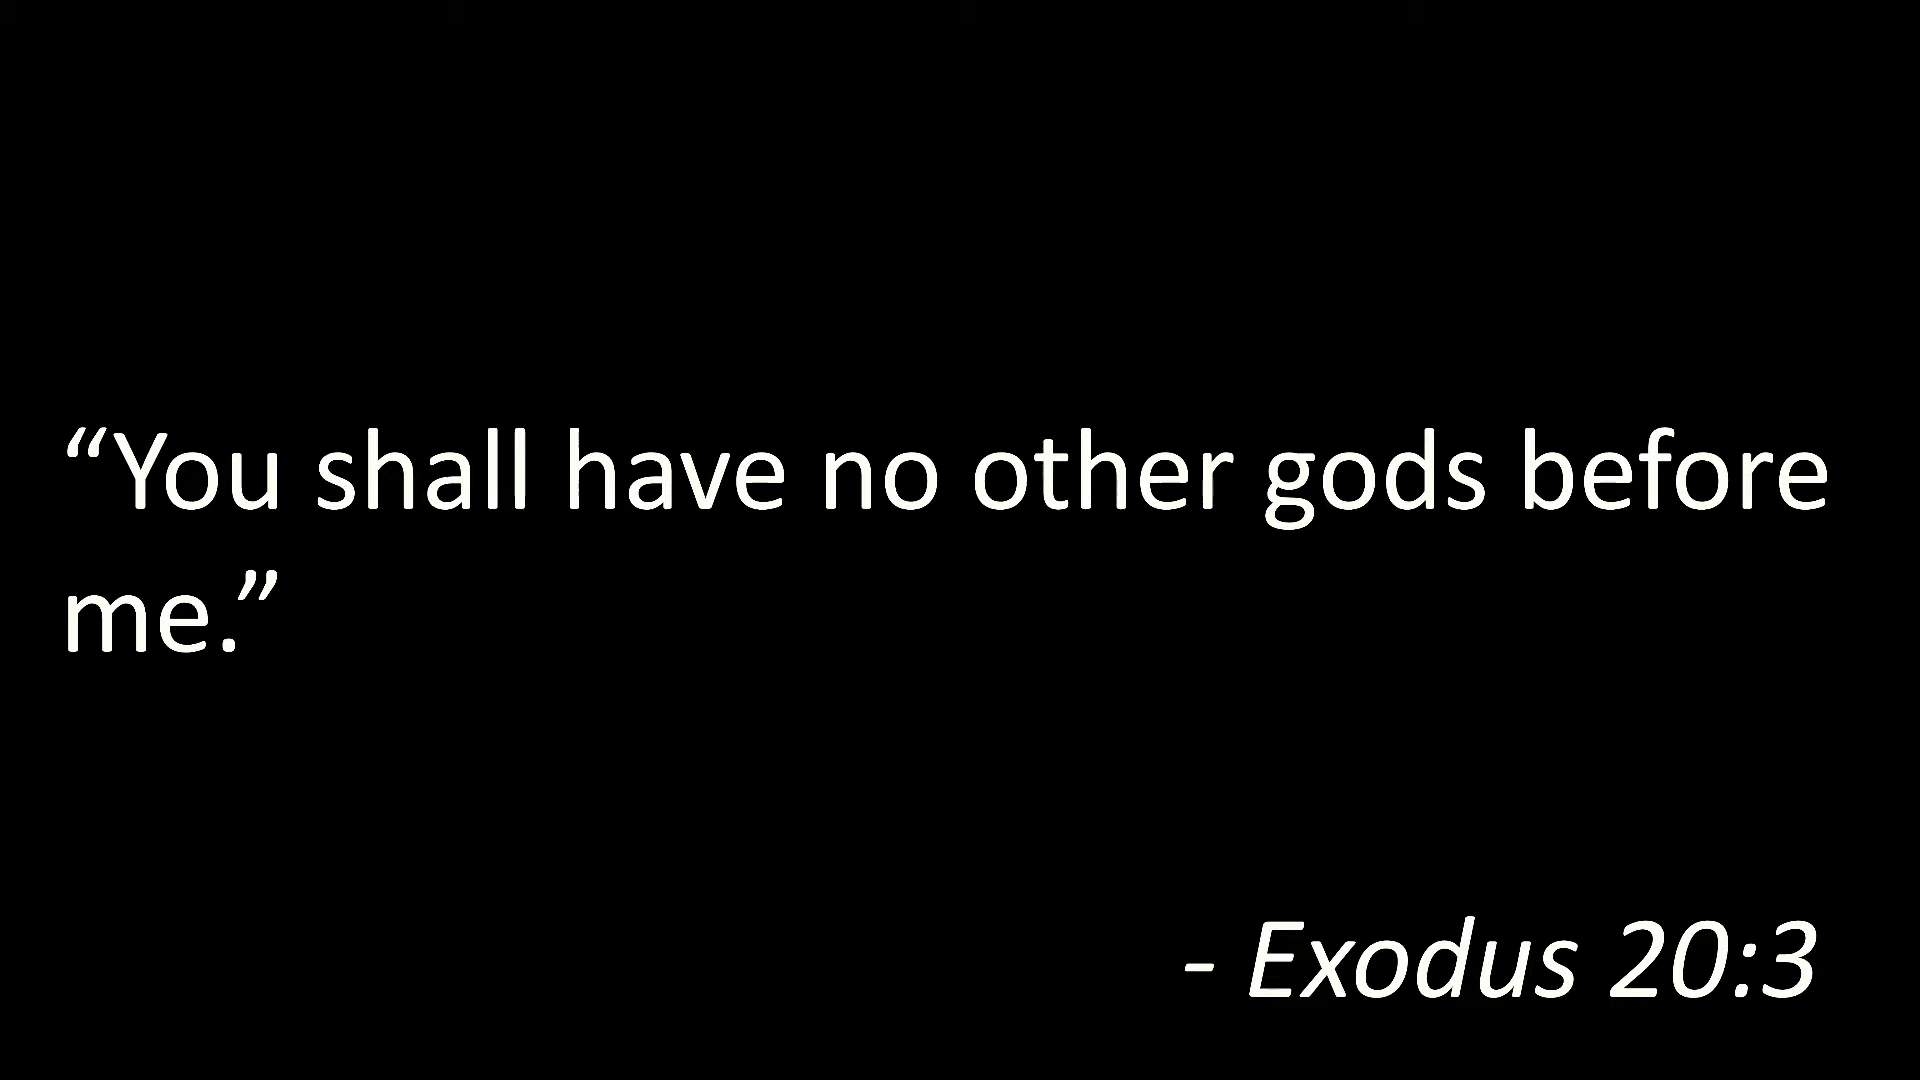 “You shall have no other gods before
me.”
- Exodus 20:3